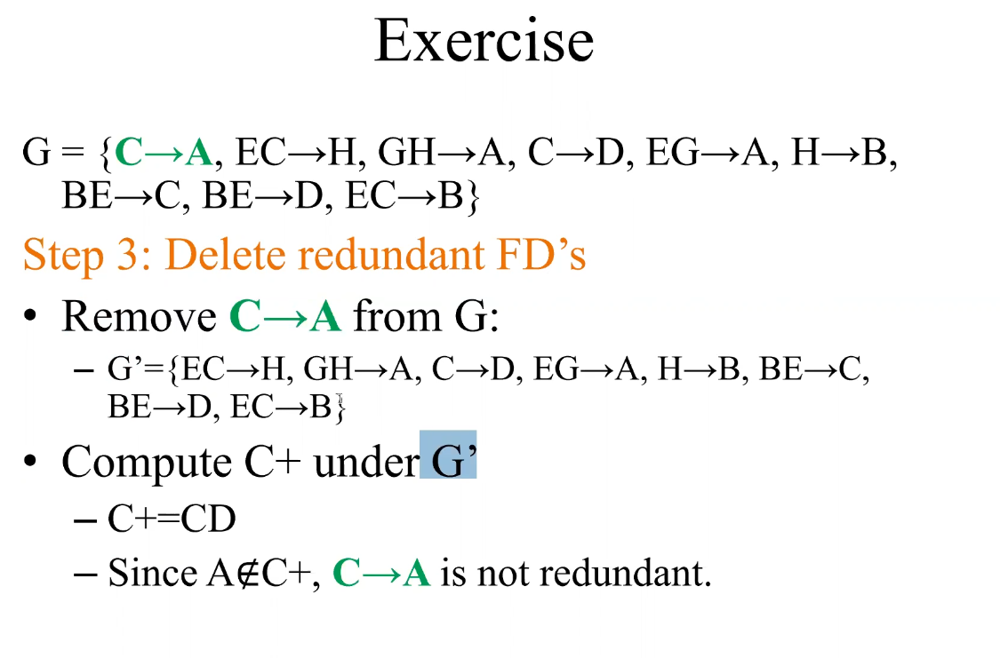 Exercise
G = {C→A, EC→H, GH→A, C→D, EG→A, H→B,
BE→C, BE→D, EC→B}
Step 3: Delete redundant FD’s
• Remove C→A from G:
– G’={EC→H, GH→A, C→D, EG→A, H→B, BE→C,
BE→D, EC→B}
• Compute C+ under G’
– C+=CD
– Since A∉C+, C→A is not redundant.